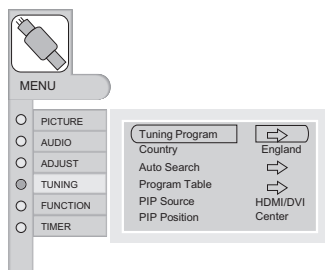 MENU
PICTURE
AUDIO
ADJUST
TUNING
FUNCTION
TIMER
Tuning Program
Country England
Auto Search
Program Table
PIP Source HDMI/DVI
PIP Position Center